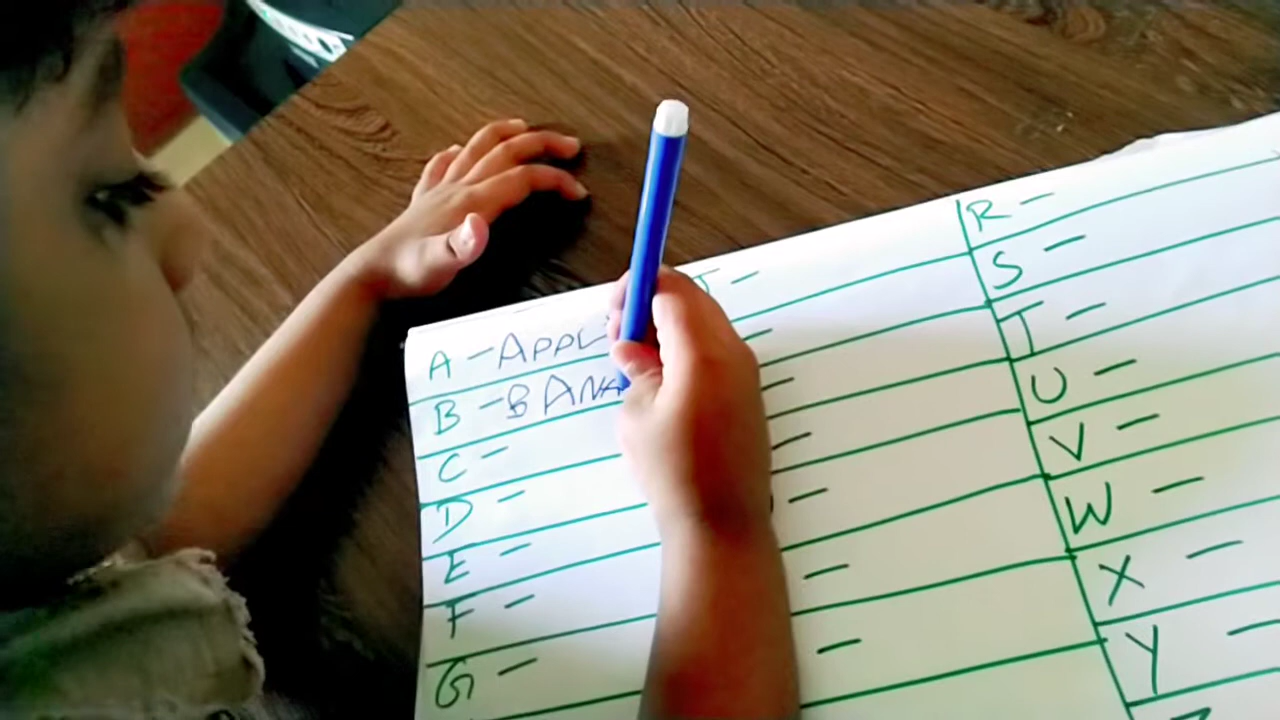 A - APPL
B - BANA
C -
D -
E -
F -
G -
J -
R -
S -
T -
U -
V -
W -
X -
Y -